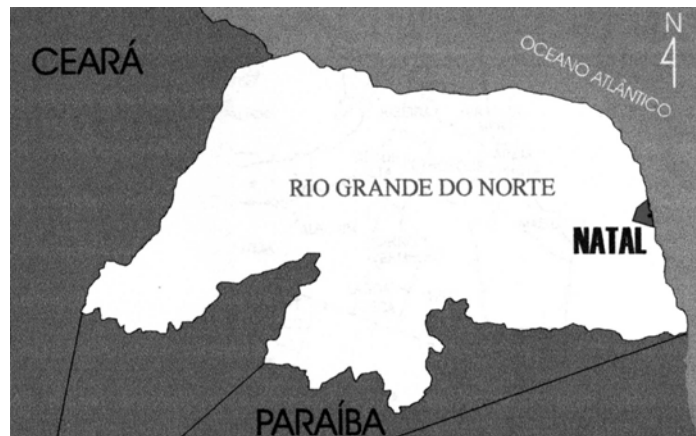 N
OCEANO ATLÂNTICO
CEARÁ
RIO GRANDE DO NORTE
NATAL
PARAÍBA